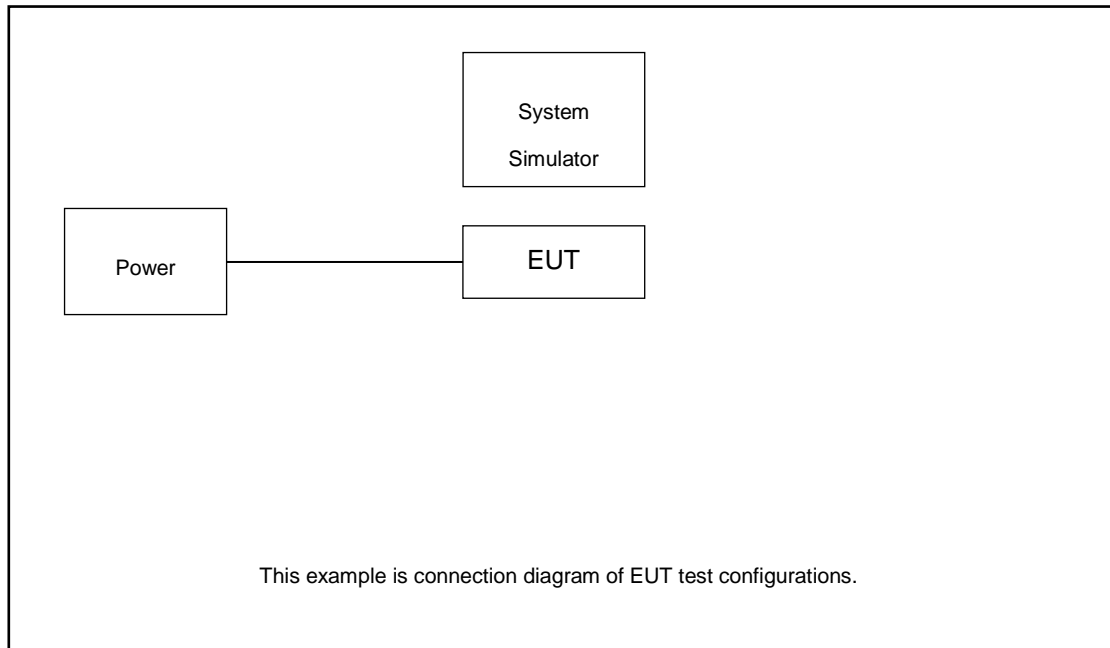 System
Simulator
Power
EUT
This example is connection diagram of EUT test configurations.